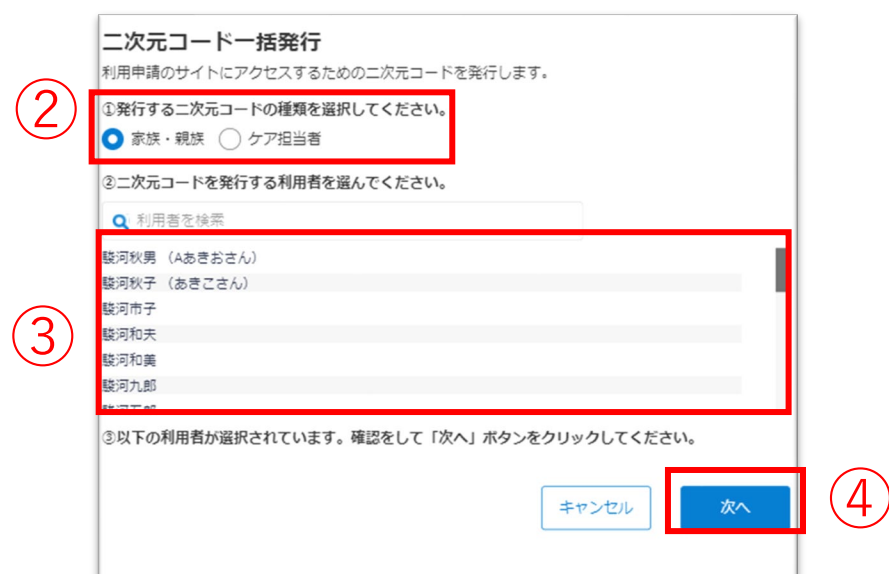 二次元コード一括発行
利用申請のサイトにアクセスするための二次元コードを発行します。
②
①発行する二次元コードの種類を選択してください。
家族・親族 ケア担当者
②二次元コードを発行する利用者を選んでください。
利用者を検索
駿河秋男 （Aあきおさん）
駿河秋子 （あきこさん）
駿河市子
③
駿河和夫
駿河和美
駿河九郎
③以下の利用者が選択されています。確認をして「次へ」ボタンをクリックしてください。
キャンセル 次へ ④